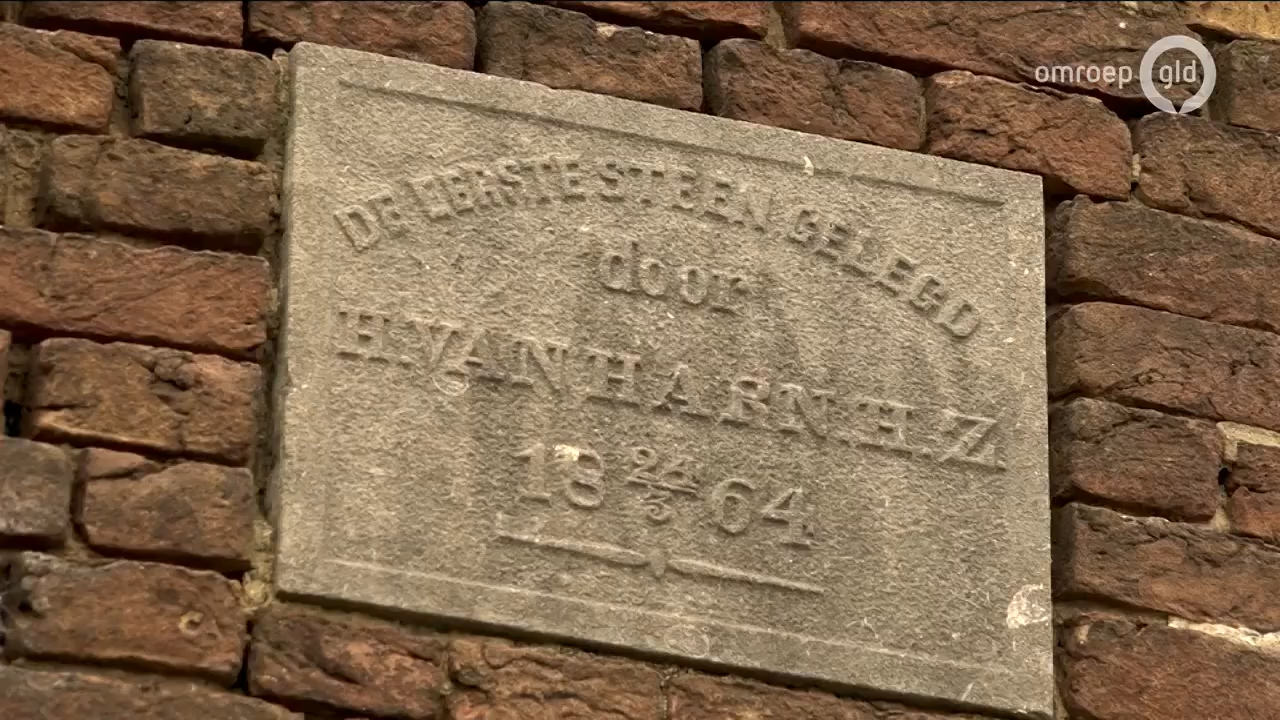 omroep gld
DE EERSTE STEEN GELEGD
door
H. VAN HARN. H. Z.
18 24/3 64